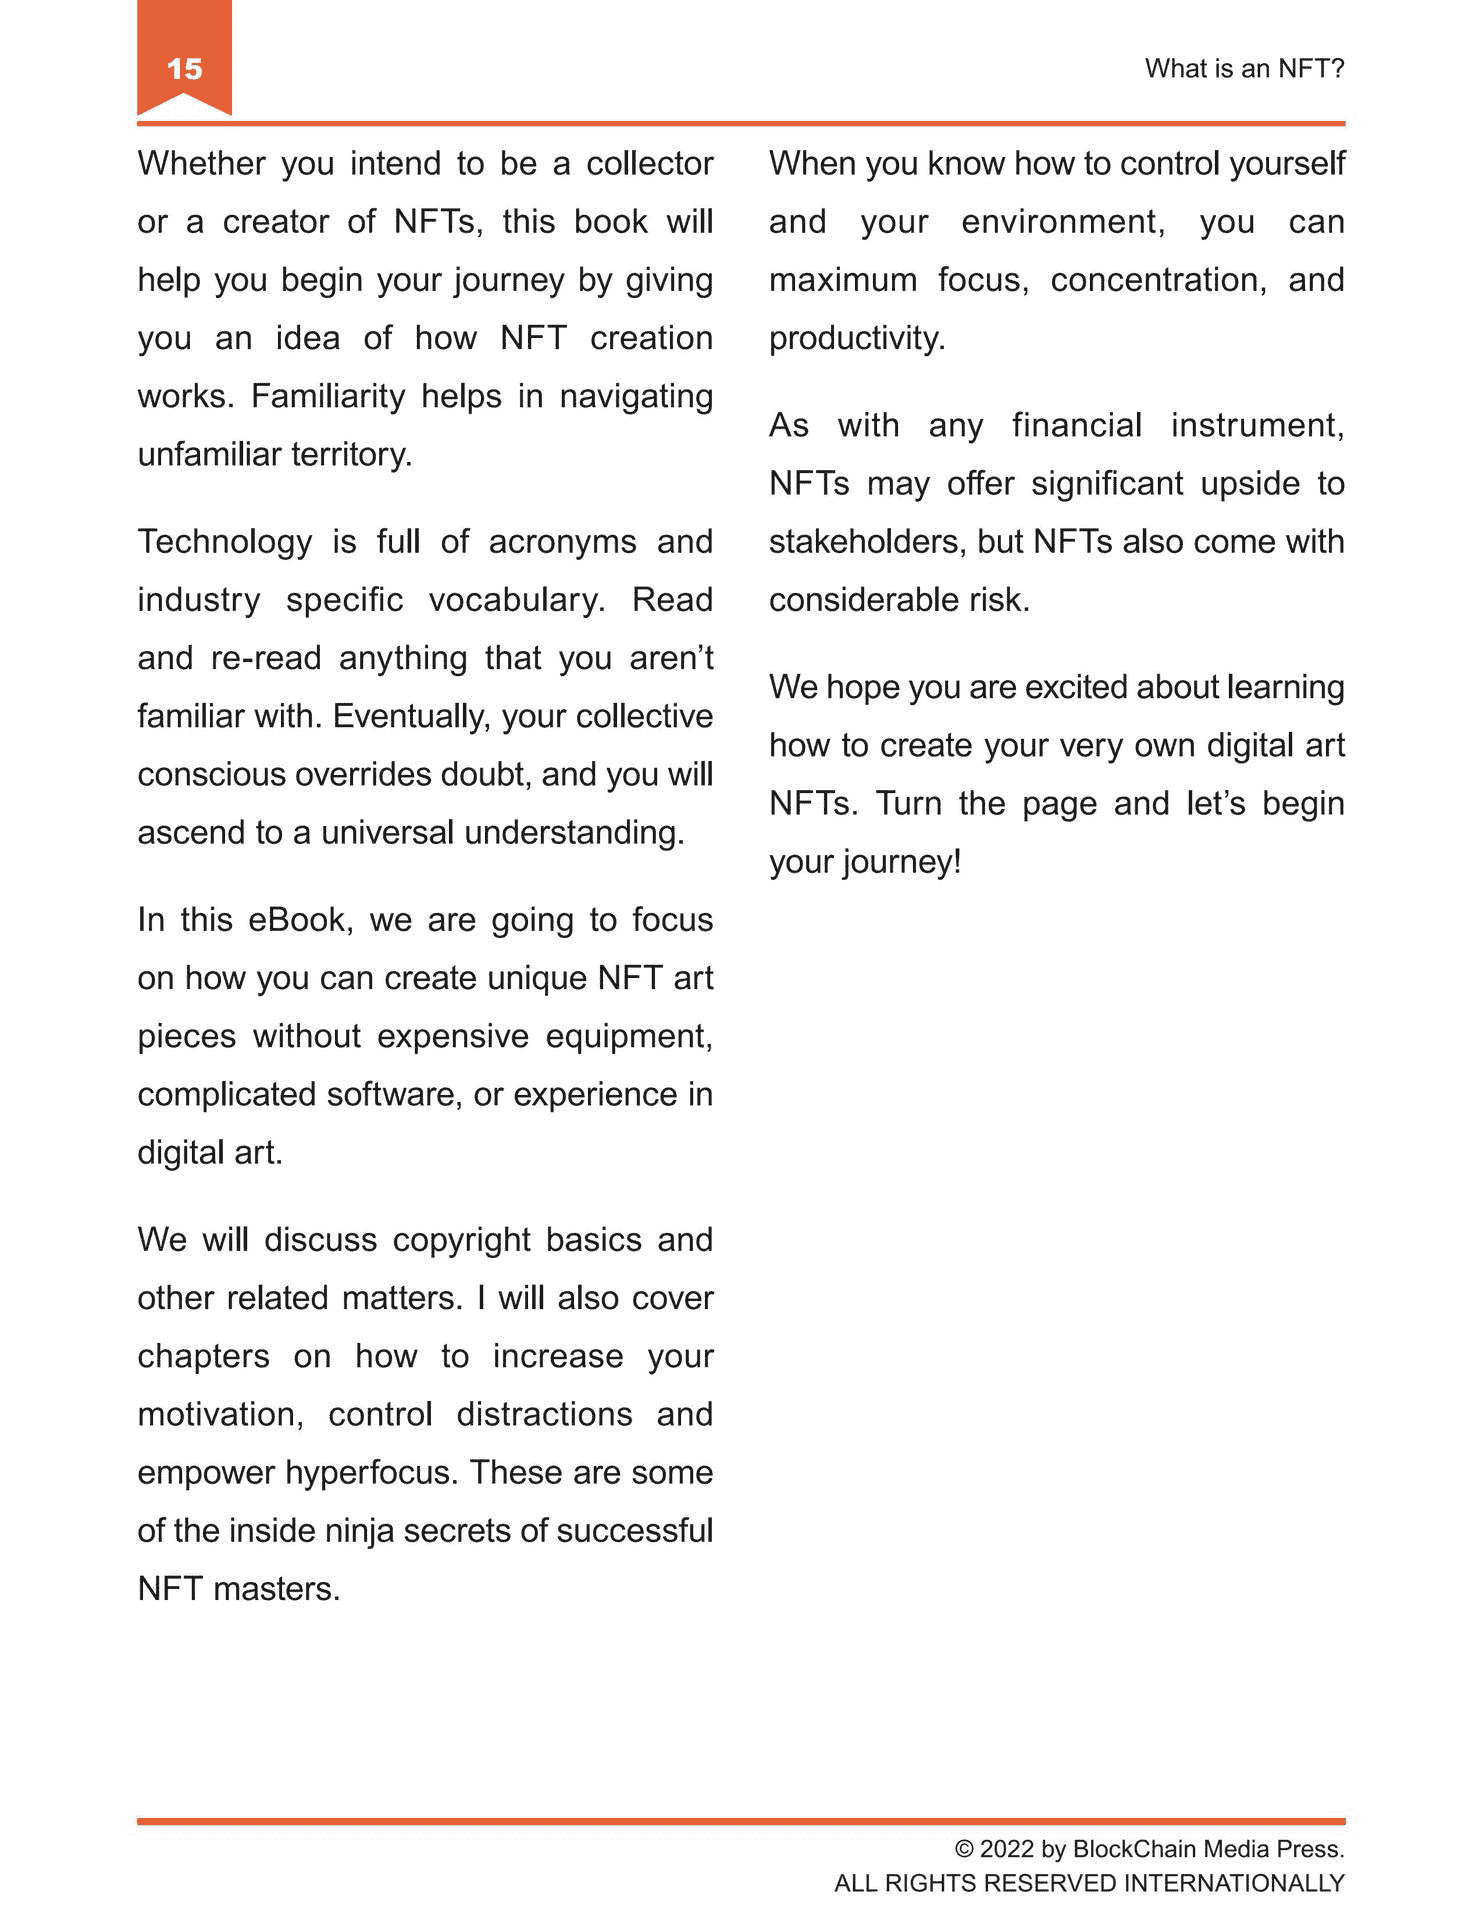 15
What is an NFT?
Whether you intend to be a collector
or a creator of NFTs, this book will
help you begin your journey by giving
you an idea of how NFT creation
works. Familiarity helps in navigating
unfamiliar territory.
Technology is full of acronyms and
industry specific vocabulary. Read
and re-read anything that you aren’t
familiar with. Eventually, your collective
conscious overrides doubt, and you will
ascend to a universal understanding.
In this eBook, we are going to focus
on how you can create unique NFT art
pieces without expensive equipment,
complicated software, or experience in
digital art.
We will discuss copyright basics and
other related matters. I will also cover
chapters on how to increase your
motivation, control distractions and
empower hyperfocus. These are some
of the inside ninja secrets of successful
NFT masters.
When you know how to control yourself
and your environment, you can
maximum focus, concentration, and
productivity.
As with any financial instrument,
NFTs may offer significant upside to
stakeholders, but NFTs also come with
considerable risk.
We hope you are excited about learning
how to create your very own digital art
NFTs. Turn the page and let’s begin
your journey!
© 2022 by BlockChain Media Press.
ALL RIGHTS RESERVED INTERNATIONALLY